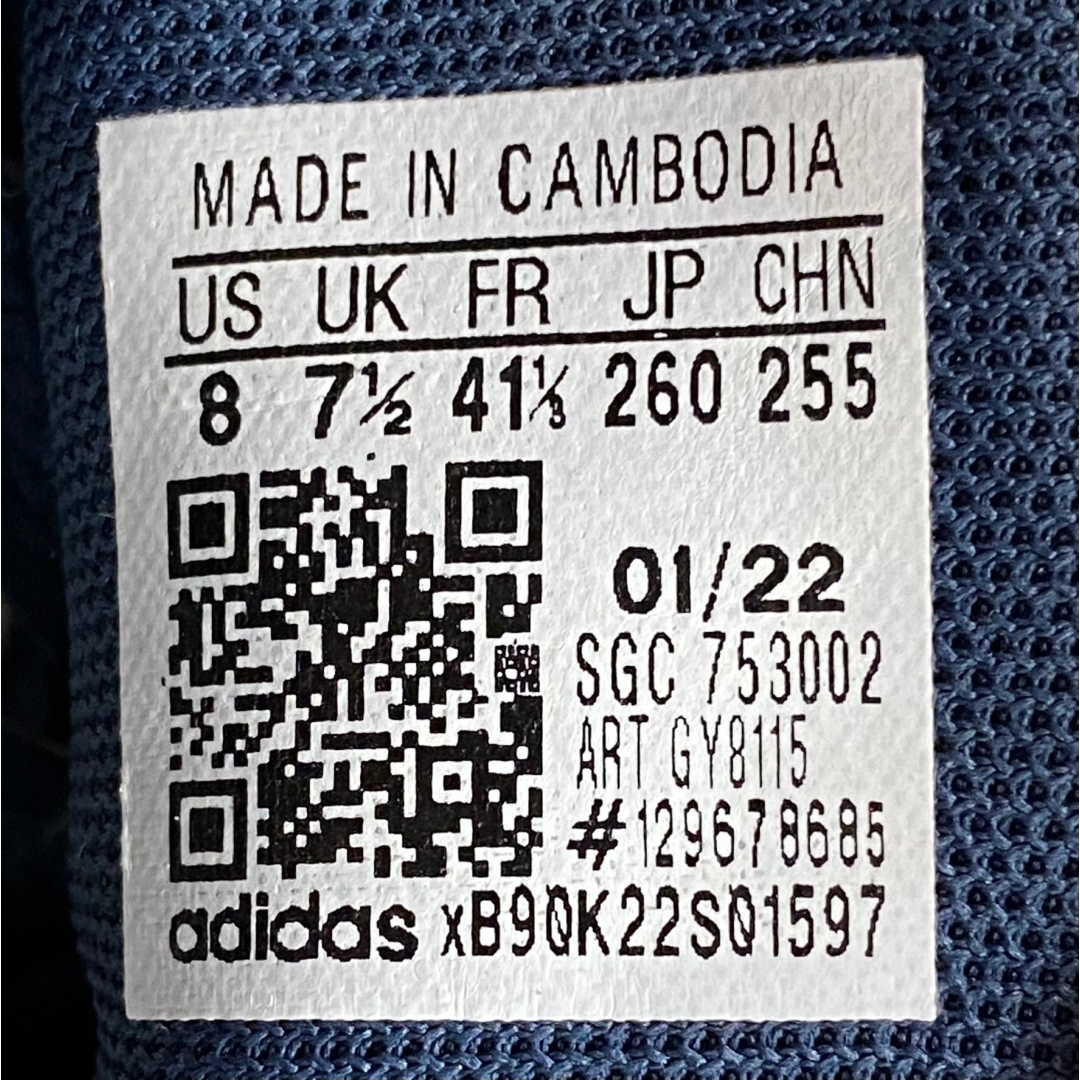 MADE IN CAMBODIA
US UK FR JP CHN
8 7½ 41⅓ 260 255
01/22
SGC 753002
ART GY8115
#129678685
adidas xB90K22S01597